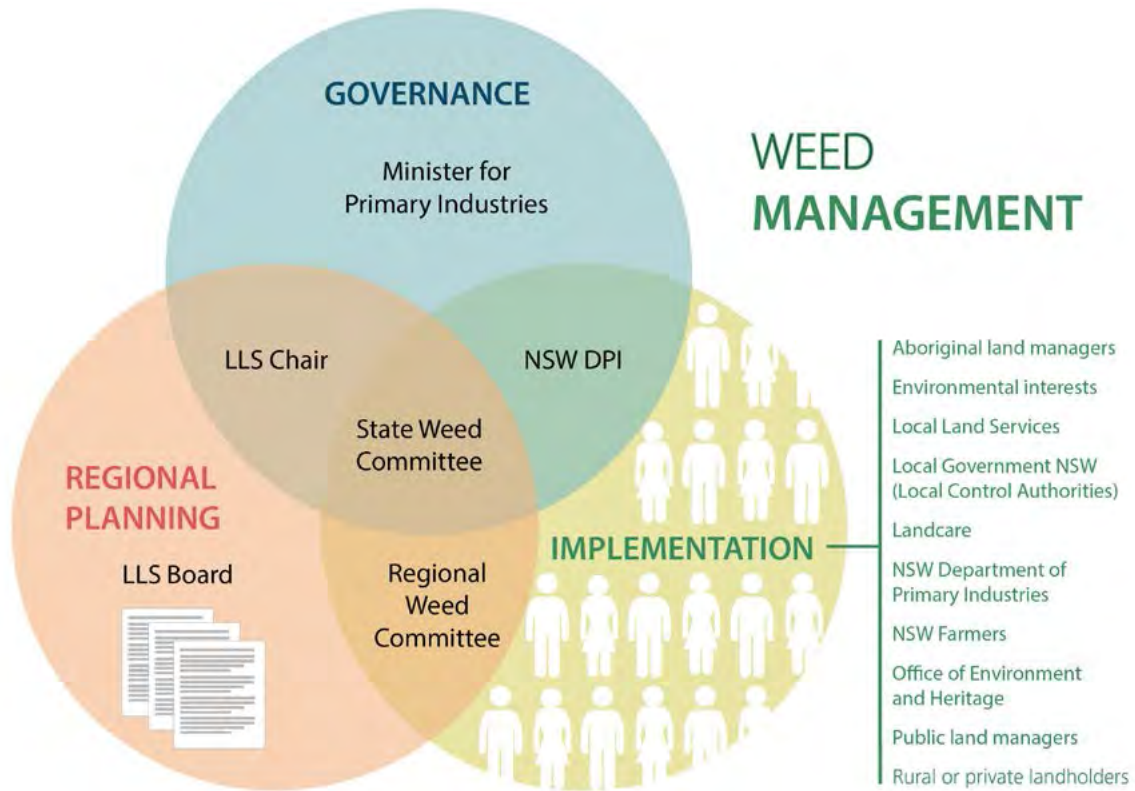 GOVERNANCE
Minister for
Primary Industries
WEED
MANAGEMENT
LLS Chair
NSW DPI
State Weed
Committee
REGIONAL
PLANNING
LLS Board
Regional
Weed
Committee
IMPLEMENTATION
Aboriginal land managers
Environmental interests
Local Land Services
Local Government NSW
(Local Control Authorities)
Landcare
NSW Department of
Primary Industries
NSW Farmers
Office of Environment
and Heritage
Public land managers
Rural or private landholders